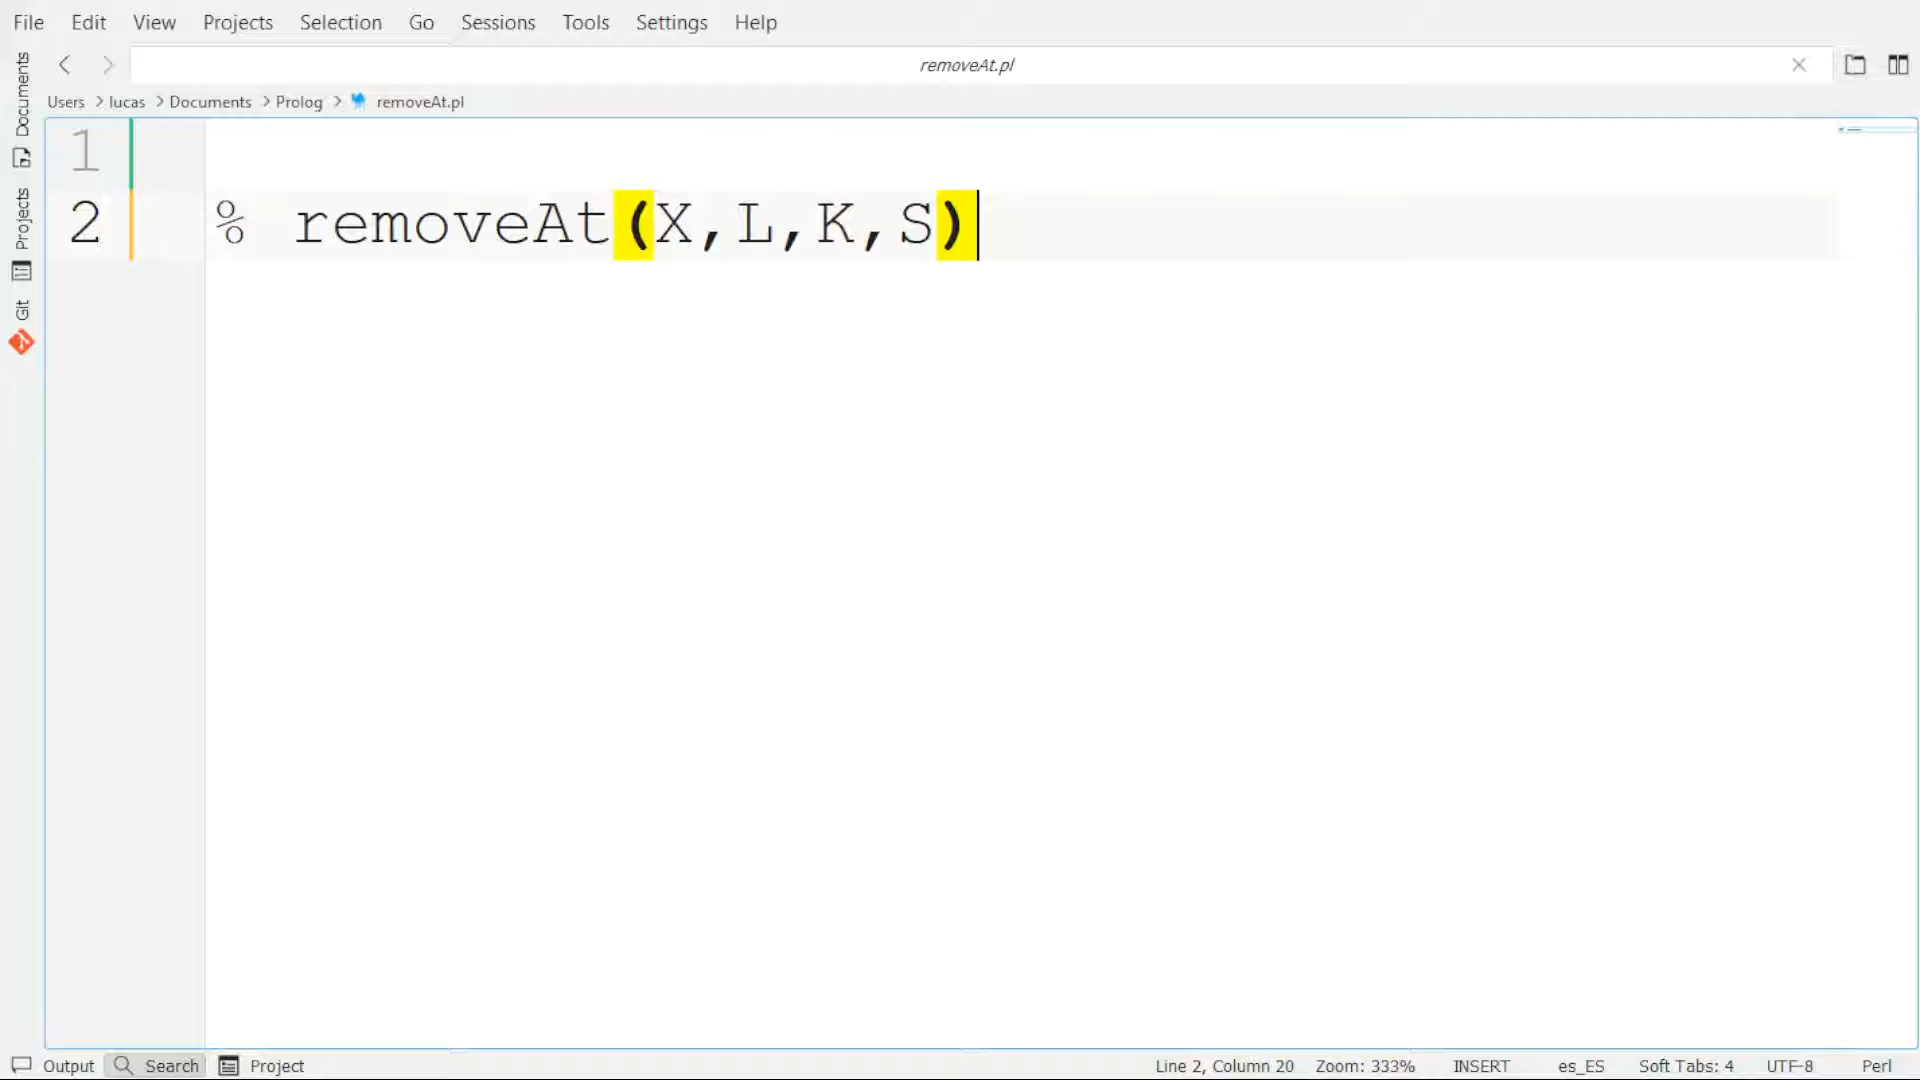 File Edit View Projects Selection Go Sessions Tools Settings Help
removeAt.pl
Users > lucas > Documents > Prolog > removeAt.pl
Documents
Projects
Git
1
2 % removeAt(X,L,K,S)
Output Search Project Line 2, Column 20 Zoom: 333% INSERT es_ES Soft Tabs: 4 UTF-8 Perl